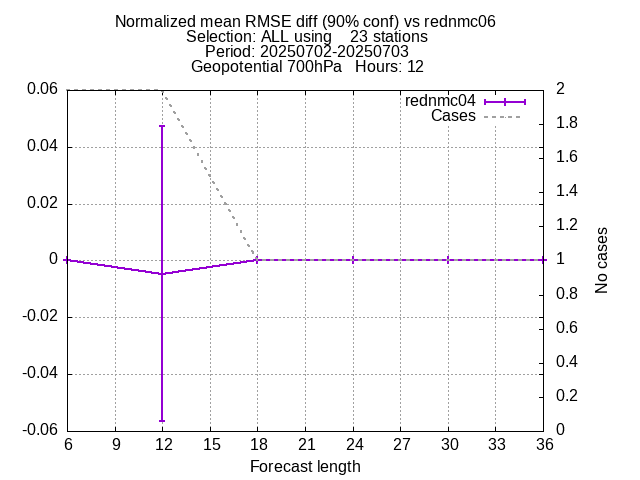 Normalized mean RMSE diff (90% conf) vs rednmc06
Selection: ALL using    23 stations
Period: 20250702-20250703
Geopotential 700hPa   Hours: 12
rednmc04
Cases
0.06
0.04
0.02
0
-0.02
-0.04
-0.06
2
1.8
1.6
1.4
1.2
1
0.8
0.6
0.4
0.2
0
No cases
6 9 12 15 18 21 24 27 30 33 36
Forecast length